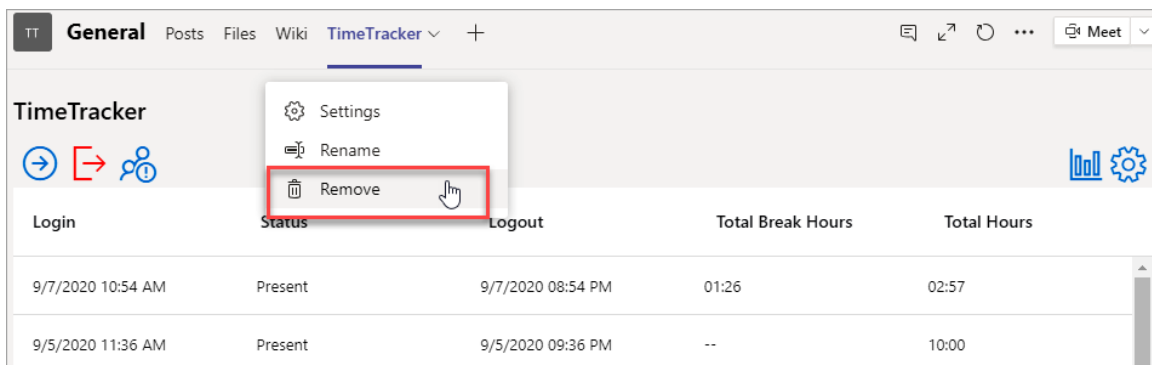 TT General Posts Files Wiki TimeTracker Meet
Settings
TimeTracker
Rename
Remove
Login Status Logout Total Break Hours Total Hours
9/7/2020 10:54 AM Present 9/7/2020 08:54 PM 01:26 02:57
9/5/2020 11:36 AM Present 9/5/2020 09:36 PM -- 10:00